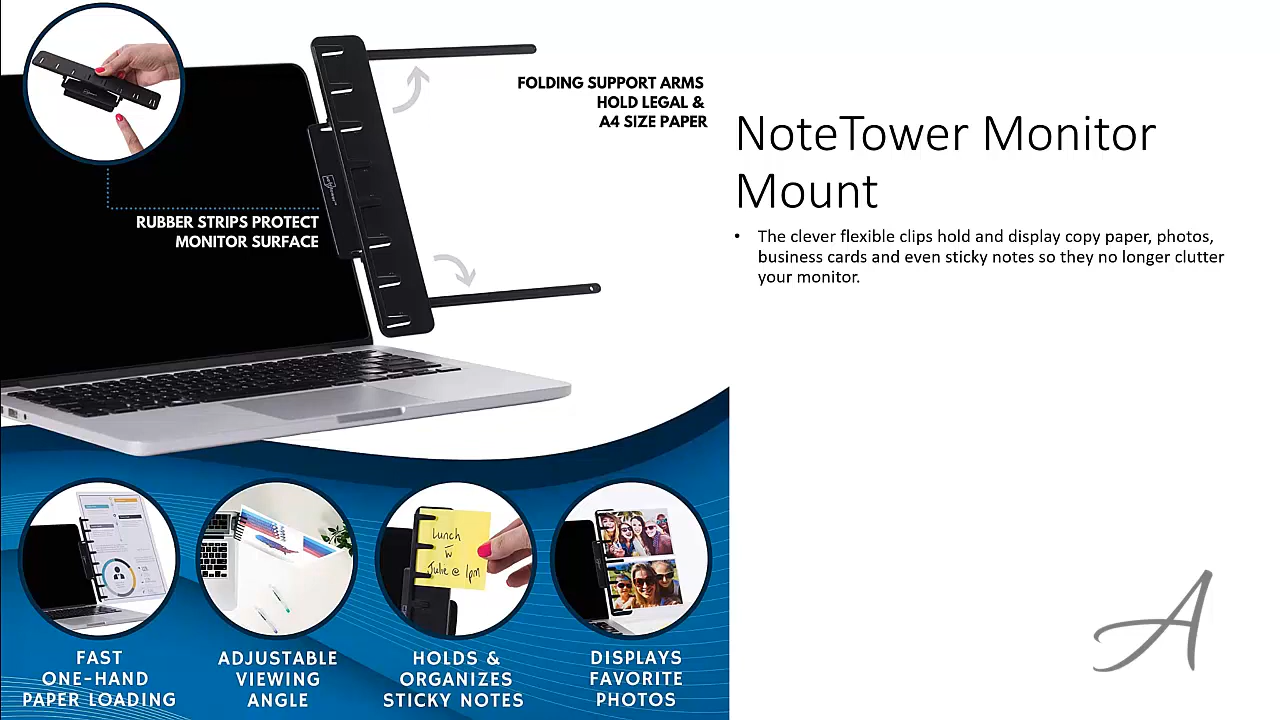 FOLDING SUPPORT ARMS
HOLD LEGAL &
A4 SIZE PAPER
RUBBER STRIPS PROTECT
MONITOR SURFACE
NoteTower Monitor
Mount
• The clever flexible clips hold and display copy paper, photos,
business cards and even sticky notes so they no longer clutter
your monitor.
Lunch
w
Julie @ 1pm
FAST
ONE-HAND
PAPER LOADING
ADJUSTABLE
VIEWING
ANGLE
HOLDS &
ORGANIZES
STICKY NOTES
DISPLAYS
FAVORITE
PHOTOS
A